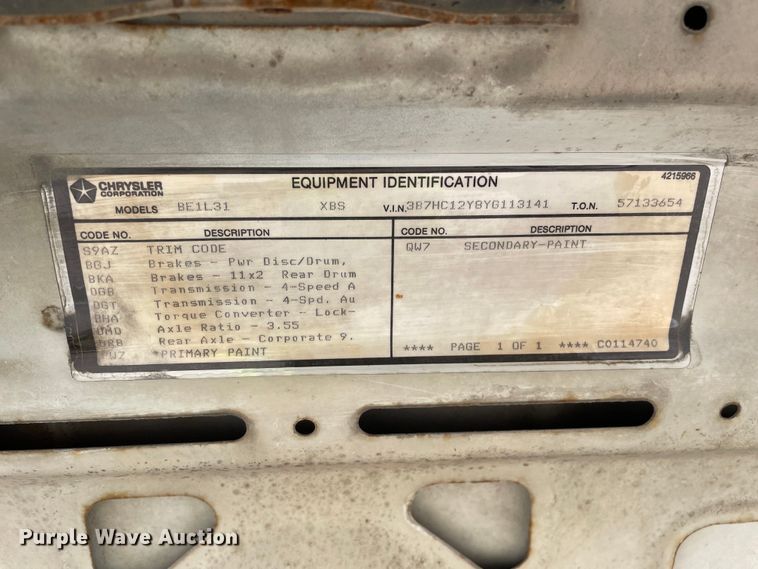 CHRYSLER
CORPORATION
EQUIPMENT IDENTIFICATION
4215966
MODELS BE1L31 XBS V.I.N. 3B7HC12Y8YG113141 T.O.N. 57133654
CODE NO. DESCRIPTION CODE NO. DESCRIPTION
S9AZ TRIM CODE QW7 SECONDARY-PAINT
BGJ Brakes - Pwr Disc/Drum,
BKA Brakes - 11x2 Rear Drum
DGB Transmission - 4-Speed A
DGT Transmission - 4-Spd. Au
BHA Torque Converter - Lock-
DMD Axle Ratio - 3.55
DRB Rear Axle - Corporate 9.
*PRIMARY PAINT
**** PAGE 1 OF 1 **** C0114740
Purple Wave Auction